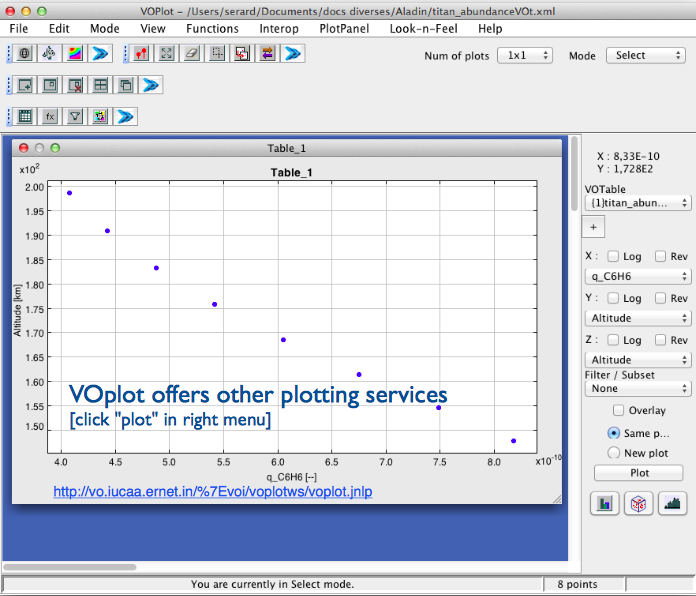 VOPlot - /Users/serard/Documents/docs diverses/Aladin/titan_abundanceVOt.xml
File Edit Mode View Functions Interop PlotPanel Look-n-Feel Help
Num of plots 1x1 Mode Select
fx
Table_1
X : 8,33E-10
Y : 1,728E2
VOTable
{1}titan_abun...
+
X : Log Rev
q_C6H6
Y : Log Rev
Altitude
Z : Log Rev
Altitude
Filter / Subset
None
Overlay
Same p...
New plot
Plot
x10²
Table_1
2.00
1.95
1.90
1.85
1.80
1.75
1.70
1.65
1.60
1.55
1.50
Altitude [km]
VOplot offers other plotting services
[click "plot" in right menu]
4.0 4.5 5.0 5.5 6.0 6.5 7.0 7.5 8.0 x10⁻¹⁰
q_C6H6 [--]
http://vo.iucaa.ernet.in/%7Evoi/voplotws/voplot.jnlp
You are currently in Select mode. 8 points